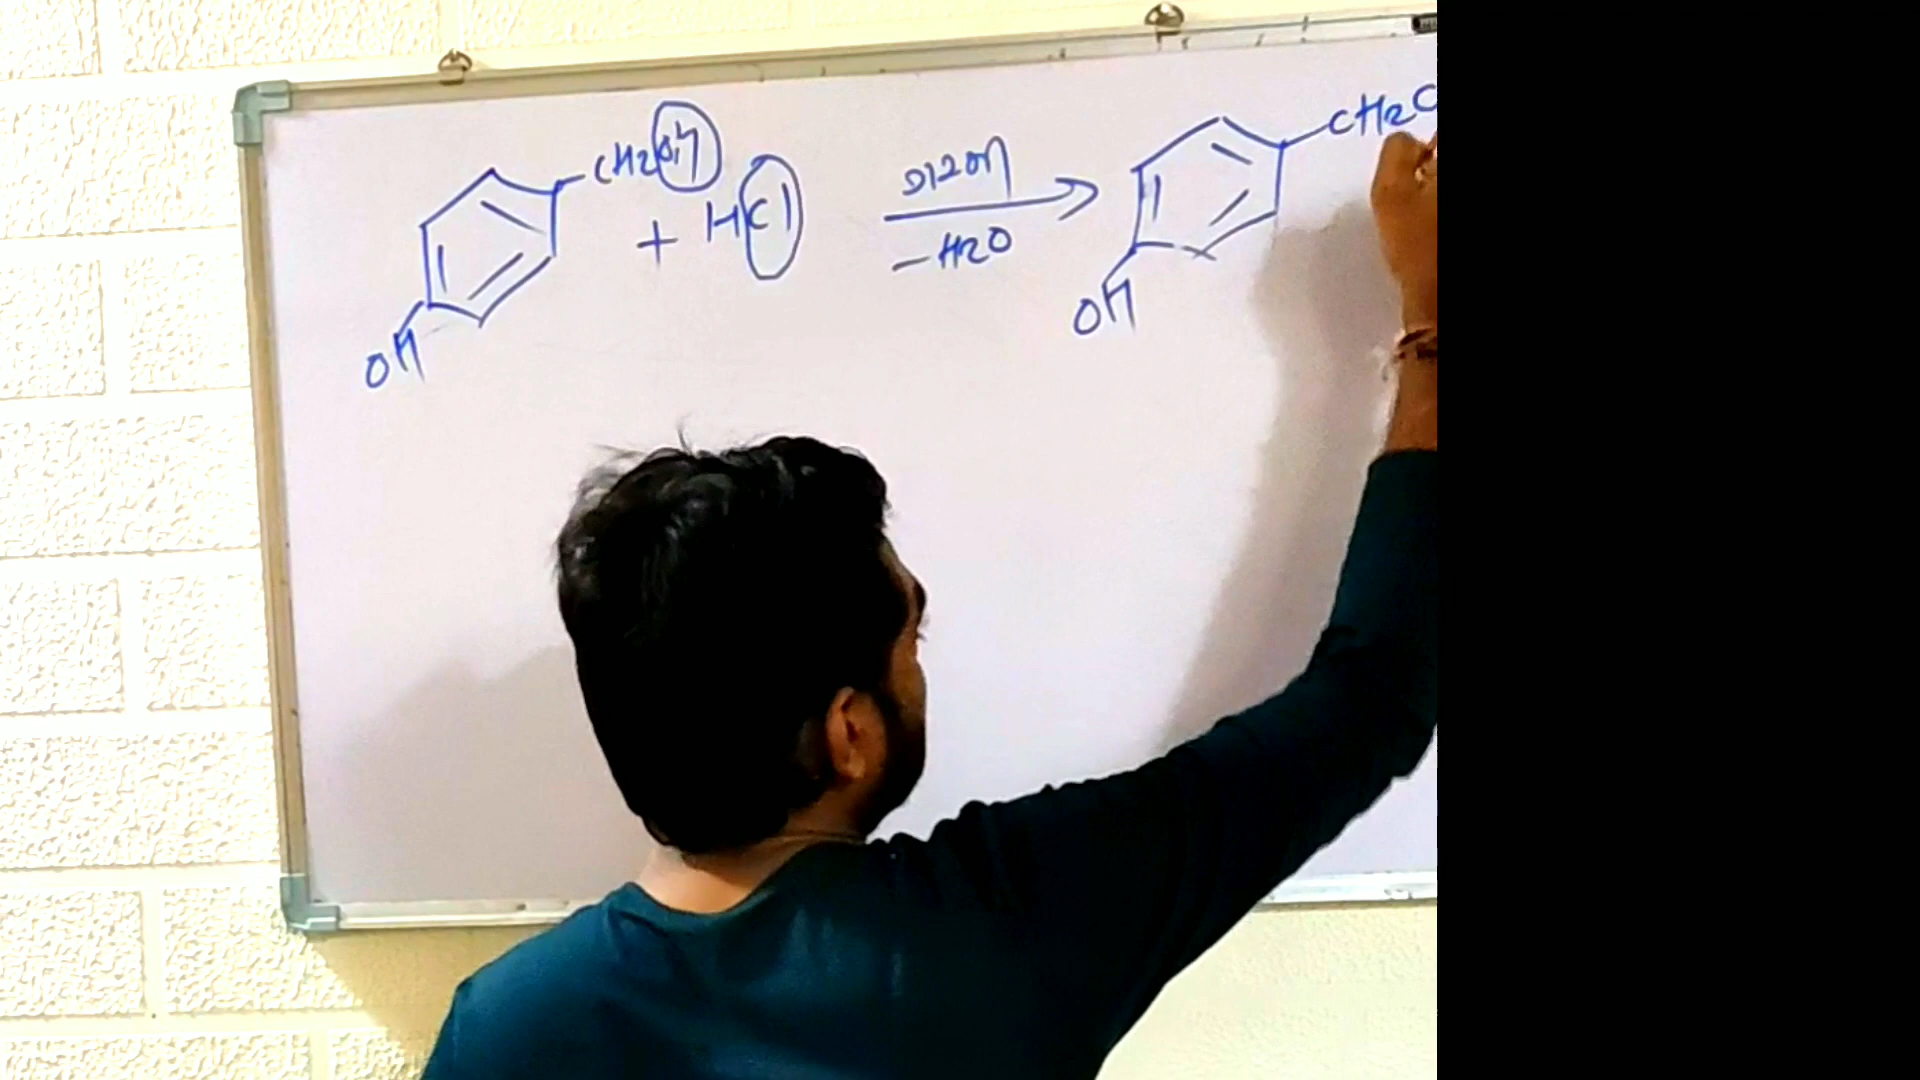 CH2OH
+ HCl
OH
- H2O
CH2C
OH